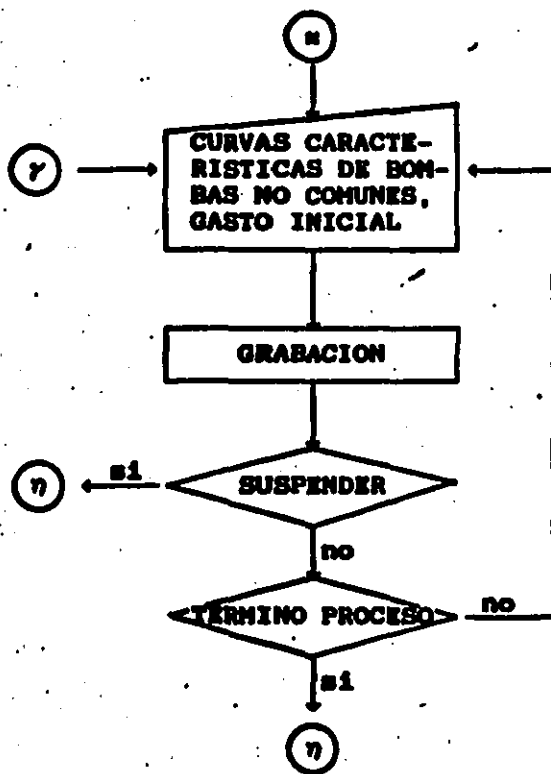 γ
CURVAS CARACTE-
RISTICAS DE BOM-
BAS NO COMUNES,
GASTO INICIAL
GRABACION
η
si
SUSPENDER
no
TERMINO PROCESO
no
si
η